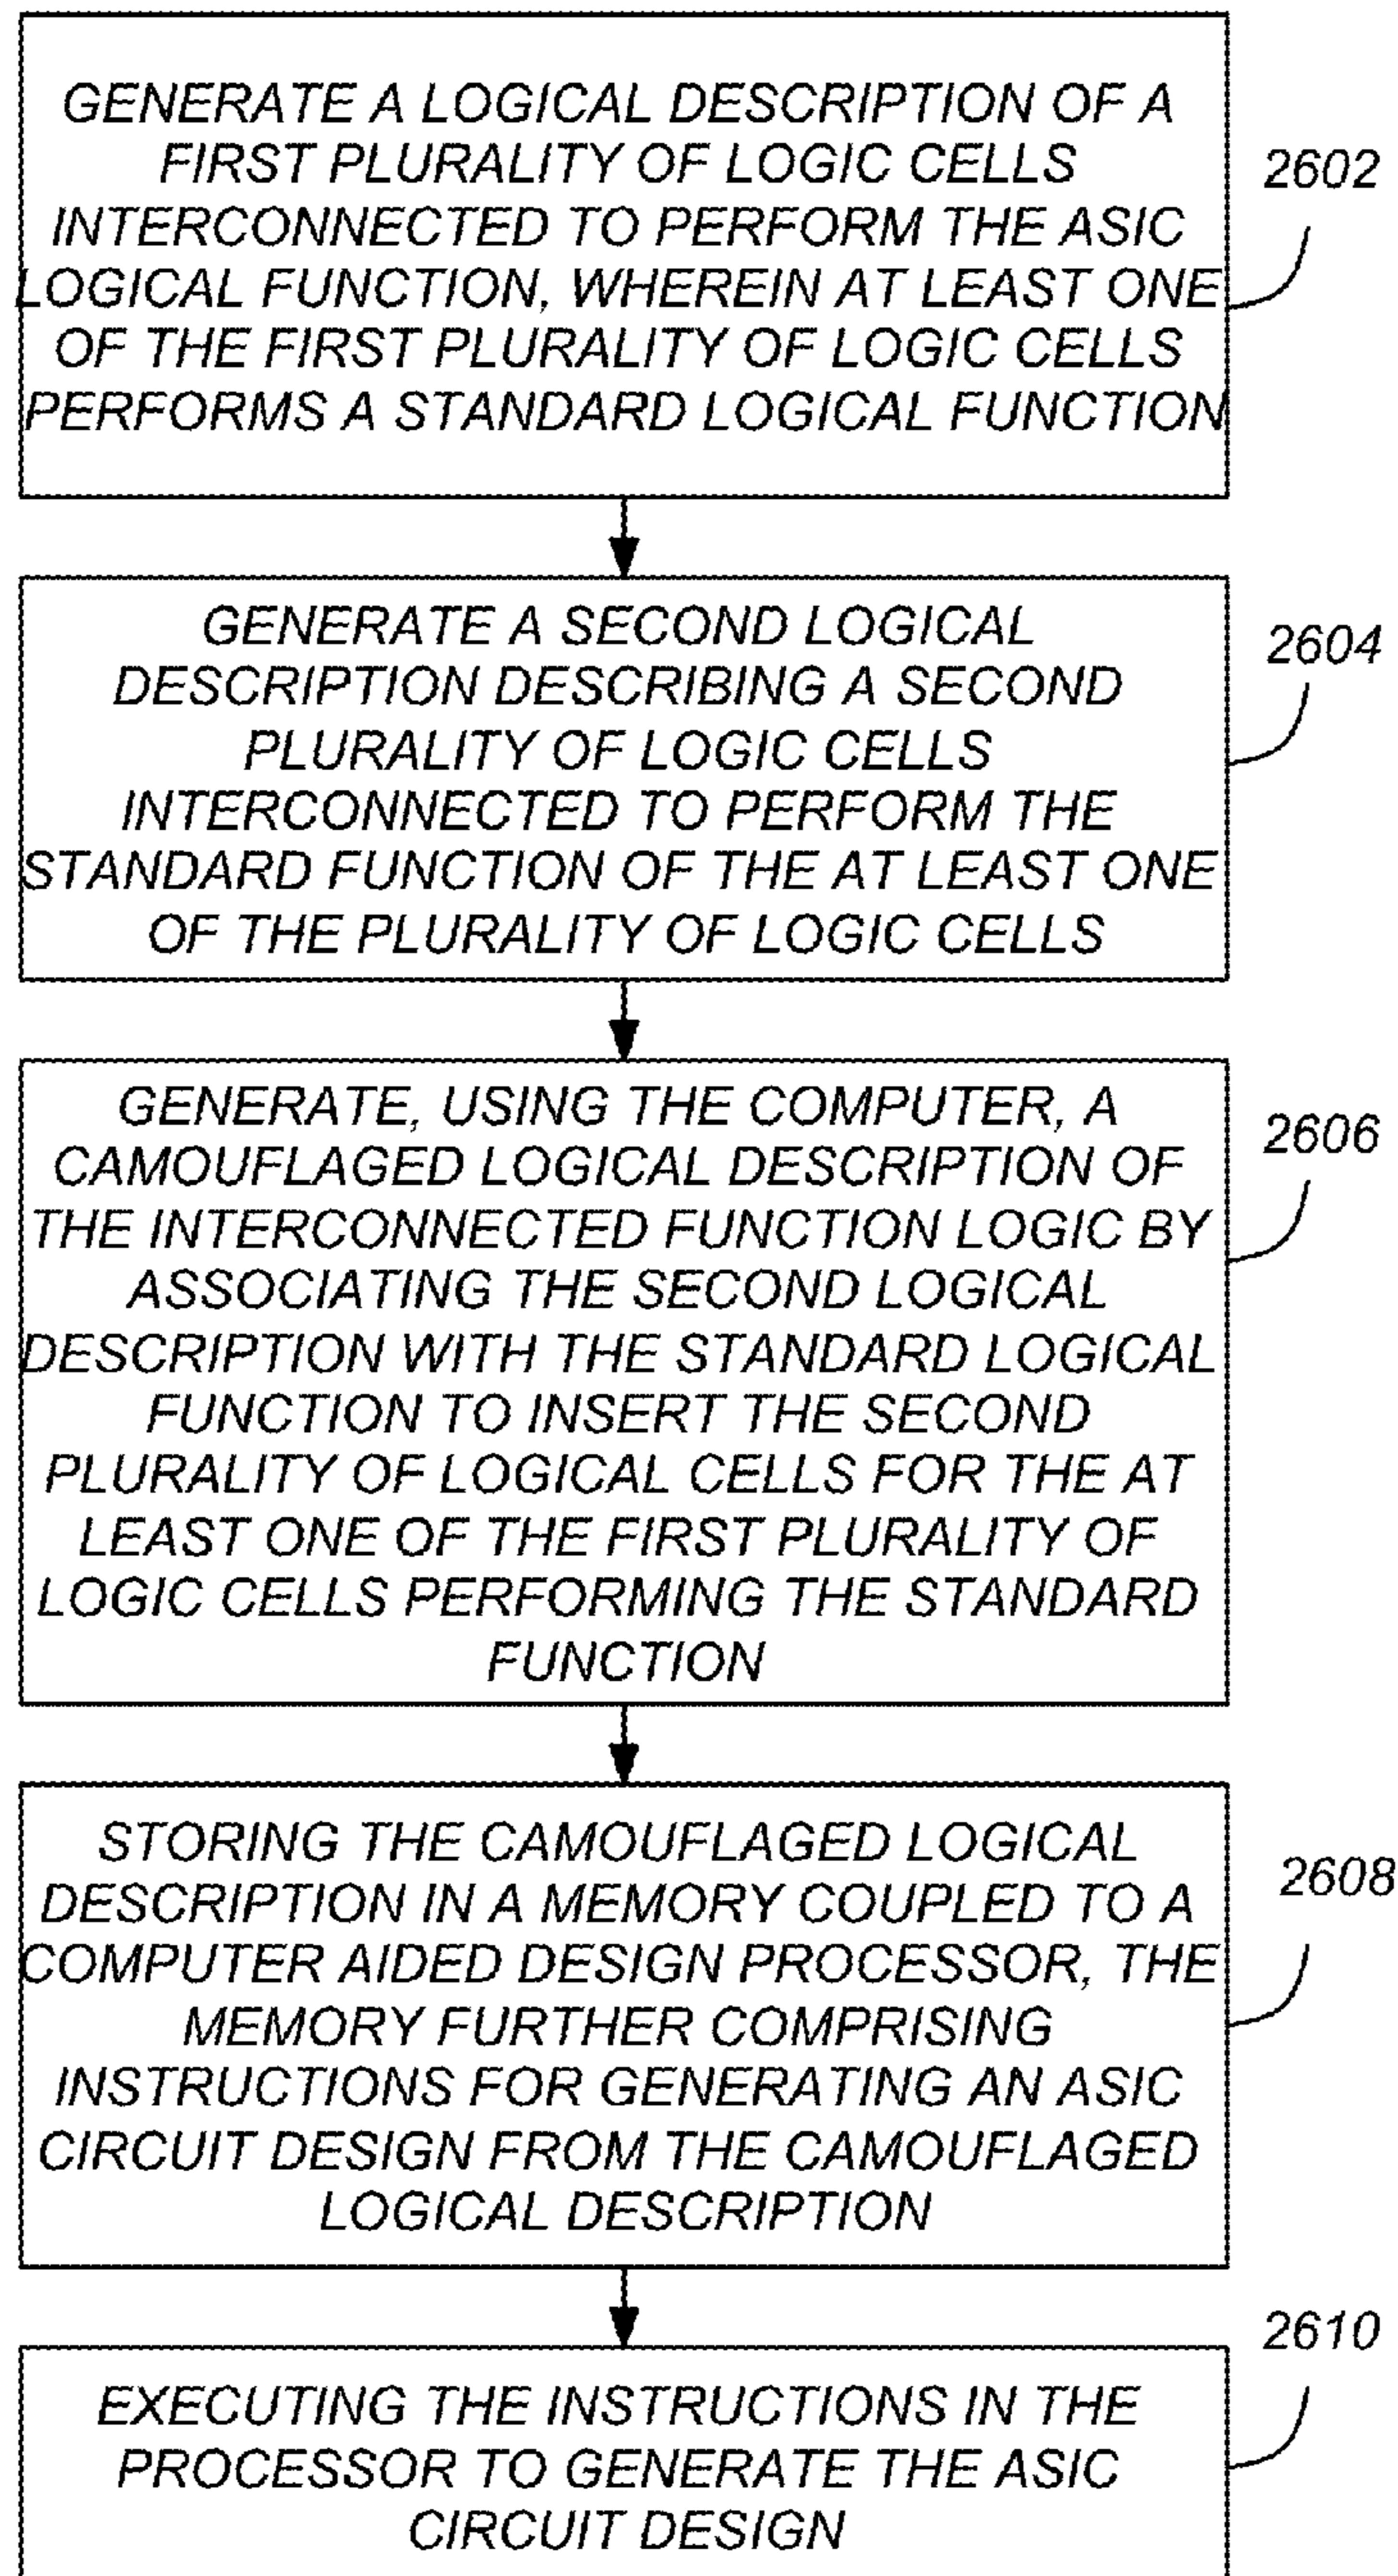 GENERATE A LOGICAL DESCRIPTION OF A
FIRST PLURALITY OF LOGIC CELLS
INTERCONNECTED TO PERFORM THE ASIC
LOGICAL FUNCTION, WHEREIN AT LEAST ONE
OF THE FIRST PLURALITY OF LOGIC CELLS
PERFORMS A STANDARD LOGICAL FUNCTION
2602
GENERATE A SECOND LOGICAL
DESCRIPTION DESCRIBING A SECOND
PLURALITY OF LOGIC CELLS
INTERCONNECTED TO PERFORM THE
STANDARD FUNCTION OF THE AT LEAST ONE
OF THE PLURALITY OF LOGIC CELLS
2604
GENERATE, USING THE COMPUTER, A
CAMOUFLAGED LOGICAL DESCRIPTION OF
THE INTERCONNECTED FUNCTION LOGIC BY
ASSOCIATING THE SECOND LOGICAL
DESCRIPTION WITH THE STANDARD LOGICAL
FUNCTION TO INSERT THE SECOND
PLURALITY OF LOGICAL CELLS FOR THE AT
LEAST ONE OF THE FIRST PLURALITY OF
LOGIC CELLS PERFORMING THE STANDARD
FUNCTION
2606
STORING THE CAMOUFLAGED LOGICAL
DESCRIPTION IN A MEMORY COUPLED TO A
COMPUTER AIDED DESIGN PROCESSOR, THE
MEMORY FURTHER COMPRISING
INSTRUCTIONS FOR GENERATING AN ASIC
CIRCUIT DESIGN FROM THE CAMOUFLAGED
LOGICAL DESCRIPTION
2608
EXECUTING THE INSTRUCTIONS IN THE
PROCESSOR TO GENERATE THE ASIC
CIRCUIT DESIGN
2610